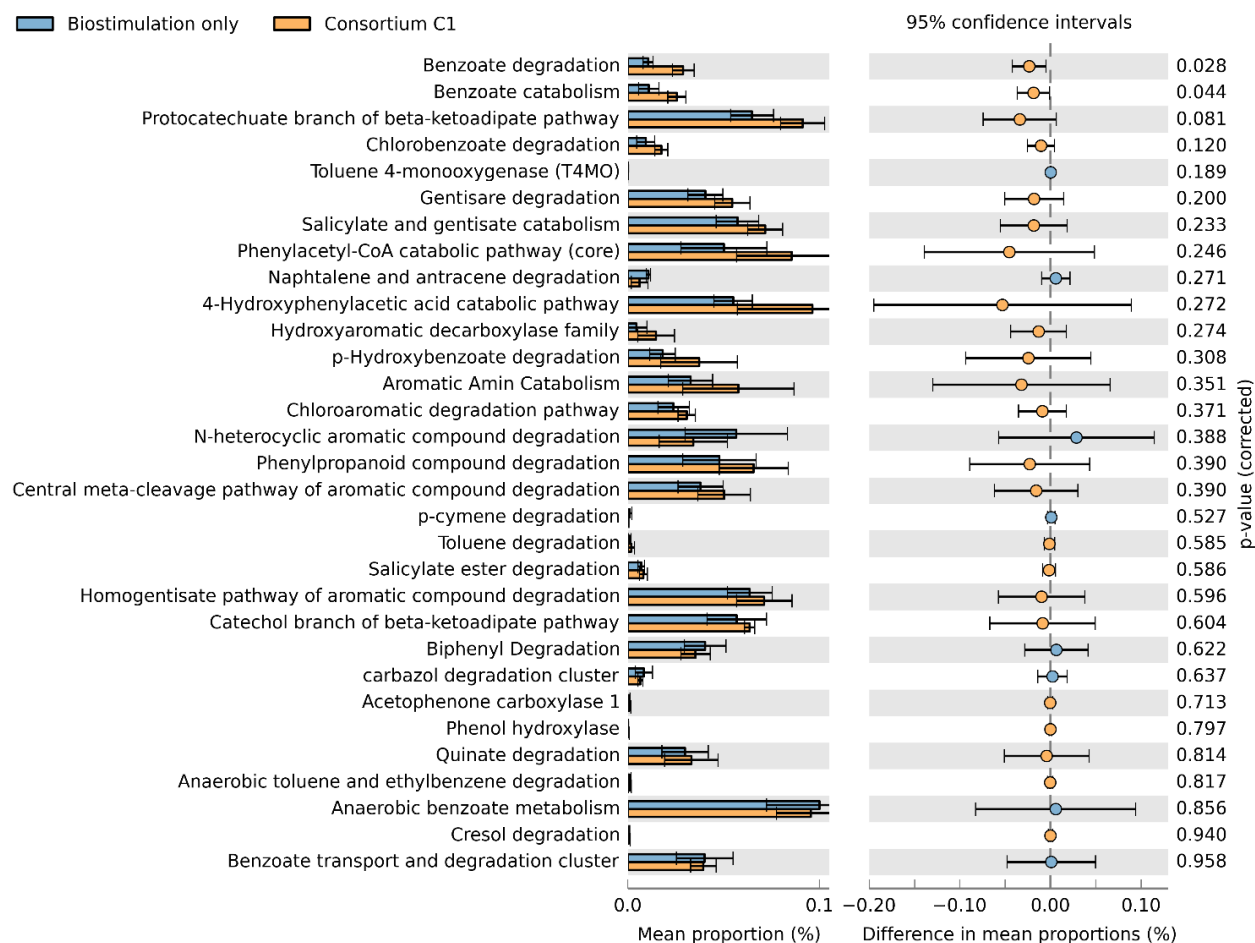 Biostimulation only Consortium C1 95% confidence intervals
Benzoate degradation 0.028
Benzoate catabolism 0.044
Protocatechuate branch of beta-ketoadipate pathway 0.081
Chlorobenzoate degradation 0.120
Toluene 4-monooxygenase (T4MO) 0.189
Gentisare degradation 0.200
Salicylate and gentisate catabolism 0.233
Phenylacetyl-CoA catabolic pathway (core) 0.246
Naphtalene and antracene degradation 0.271
4-Hydroxyphenylacetic acid catabolic pathway 0.272
Hydroxyaromatic decarboxylase family 0.274
p-Hydroxybenzoate degradation 0.308
Aromatic Amin Catabolism 0.351
Chloroaromatic degradation pathway 0.371
N-heterocyclic aromatic compound degradation 0.388
Phenylpropanoid compound degradation 0.390
Central meta-cleavage pathway of aromatic compound degradation 0.390
p-cymene degradation 0.527
Toluene degradation 0.585
Salicylate ester degradation 0.586
Homogentisate pathway of aromatic compound degradation 0.596
Catechol branch of beta-ketoadipate pathway 0.604
Biphenyl Degradation 0.622
carbazol degradation cluster 0.637
Acetophenone carboxylase 1 0.713
Phenol hydroxylase 0.797
Quinate degradation 0.814
Anaerobic toluene and ethylbenzene degradation 0.817
Anaerobic benzoate metabolism 0.856
Cresol degradation 0.940
Benzoate transport and degradation cluster 0.958
p-value (corrected)
0.0 0.1 −0.20 −0.10 0.00 0.10
Mean proportion (%) Difference in mean proportions (%)